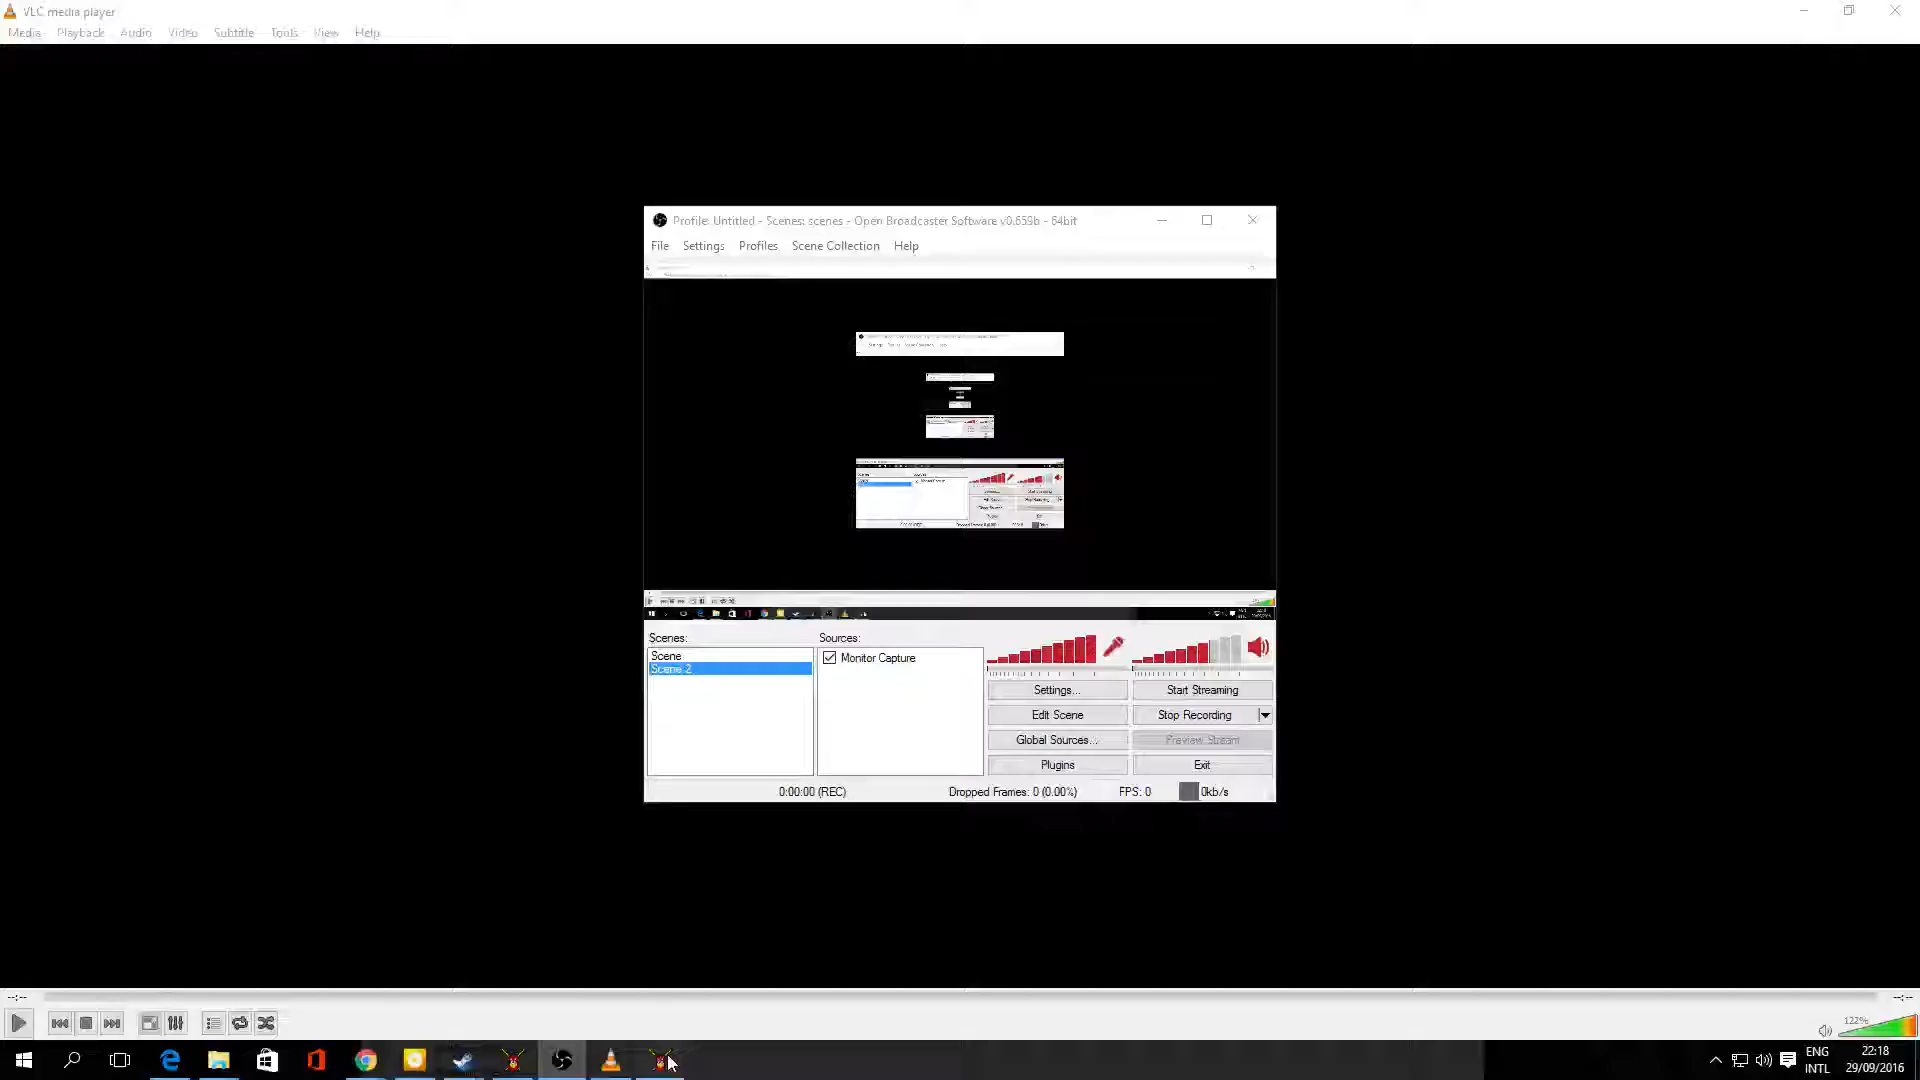 VLC media player
Media Playback Audio Video Subtitle Tools View Help
Profile: Untitled - Scenes: scenes - Open Broadcaster Software v0.659b - 64bit
File Settings Profiles Scene Collection Help
Scenes: Sources:
Scene
Scene 2
Monitor Capture
Settings... Start Streaming
Edit Scene Stop Recording
Global Sources... Preview Stream
Plugins Exit
0:00:00 (REC) Dropped Frames: 0 (0.00%) FPS: 0 0kb/s
--:-- --:--
122%
ENG
INTL
22:18
29/09/2016